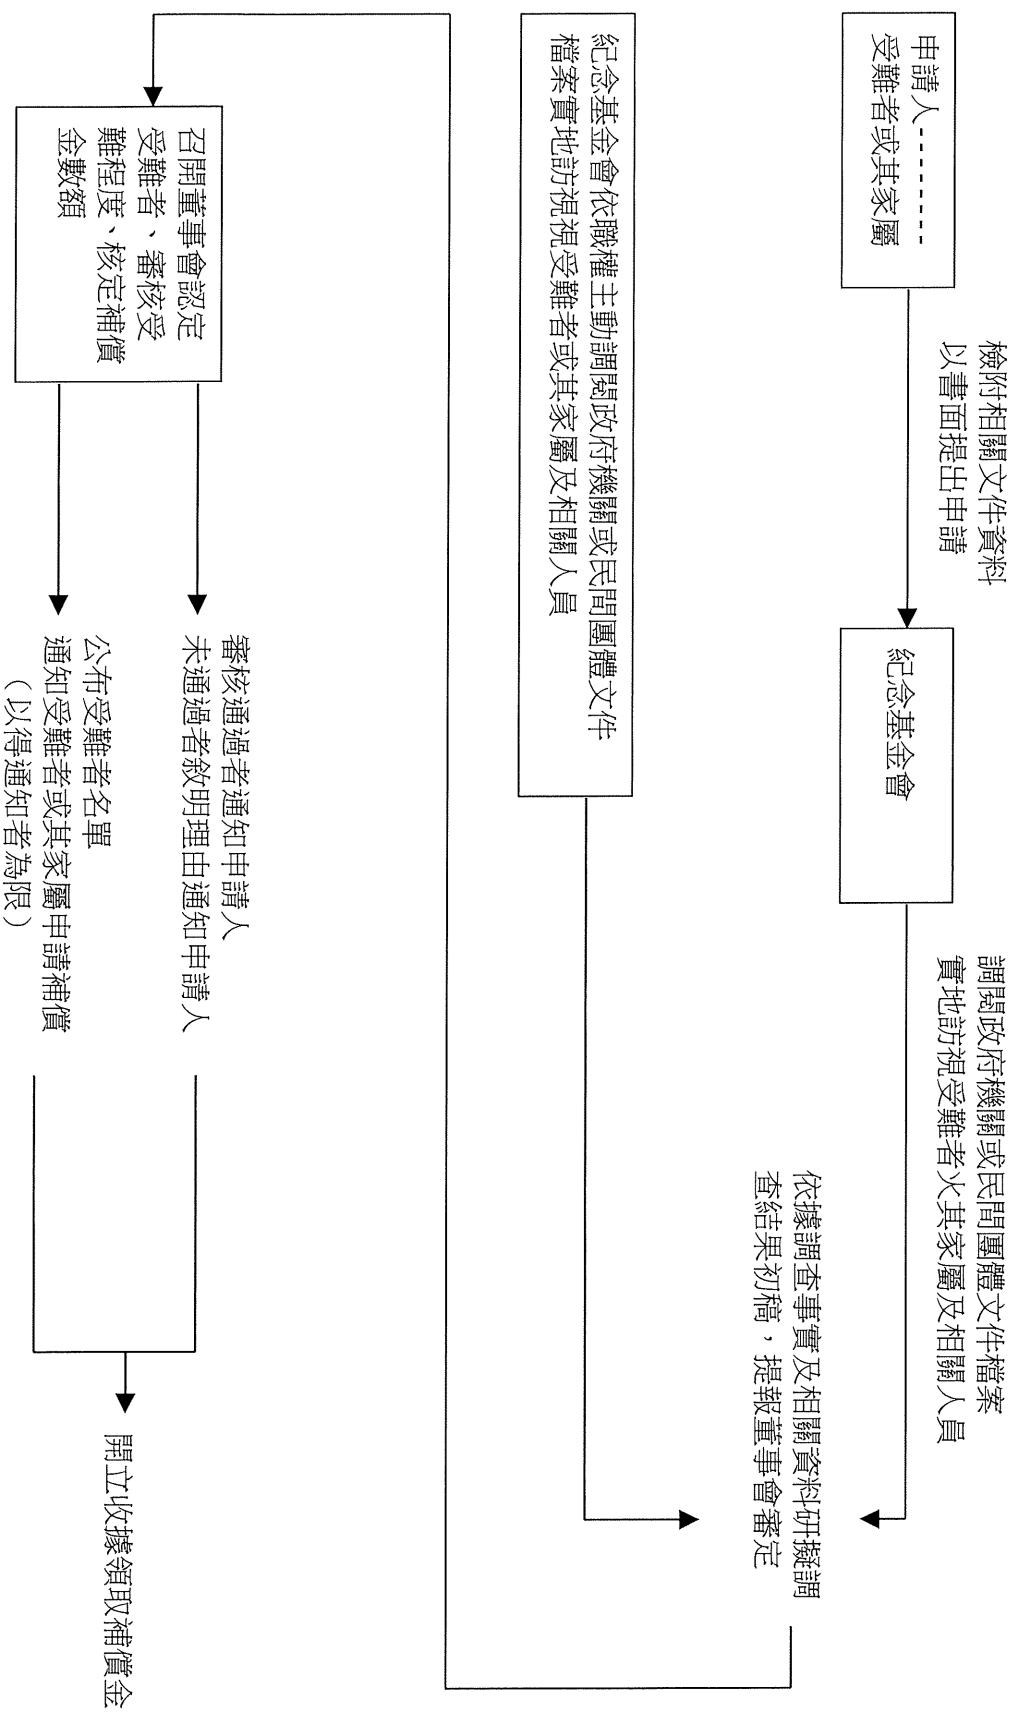 申請人
受難者或其家屬
檢附相關文件資料
以書面提出申請
紀念基金會
調閱政府機關或民間團體文件檔案
實地訪視受難者火其家屬及相關人員
依據調查事實及相關資料研擬調
查結果初稿，提報董事會審定
紀念基金會依職權主動調閱政府機關或民間團體文件
檔案實地訪視視受難者或其家屬及相關人員
召開董事會認定
受難者、審核受
難程度、核定補償
金數額
審核通過者通知申請人
未通過者敘明理由通知申請人
公布受難者名單
通知受難者或其家屬申請補償
（以得通知者為限）
開立收據領取補償金